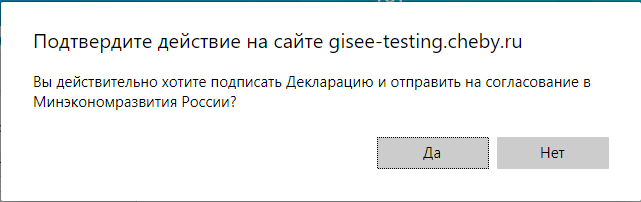 Подтвердите действие на сайте gisee-testing.cheby.ru
Вы действительно хотите подписать Декларацию и отправить на согласование в
Минэкономразвития России?
Да
Нет